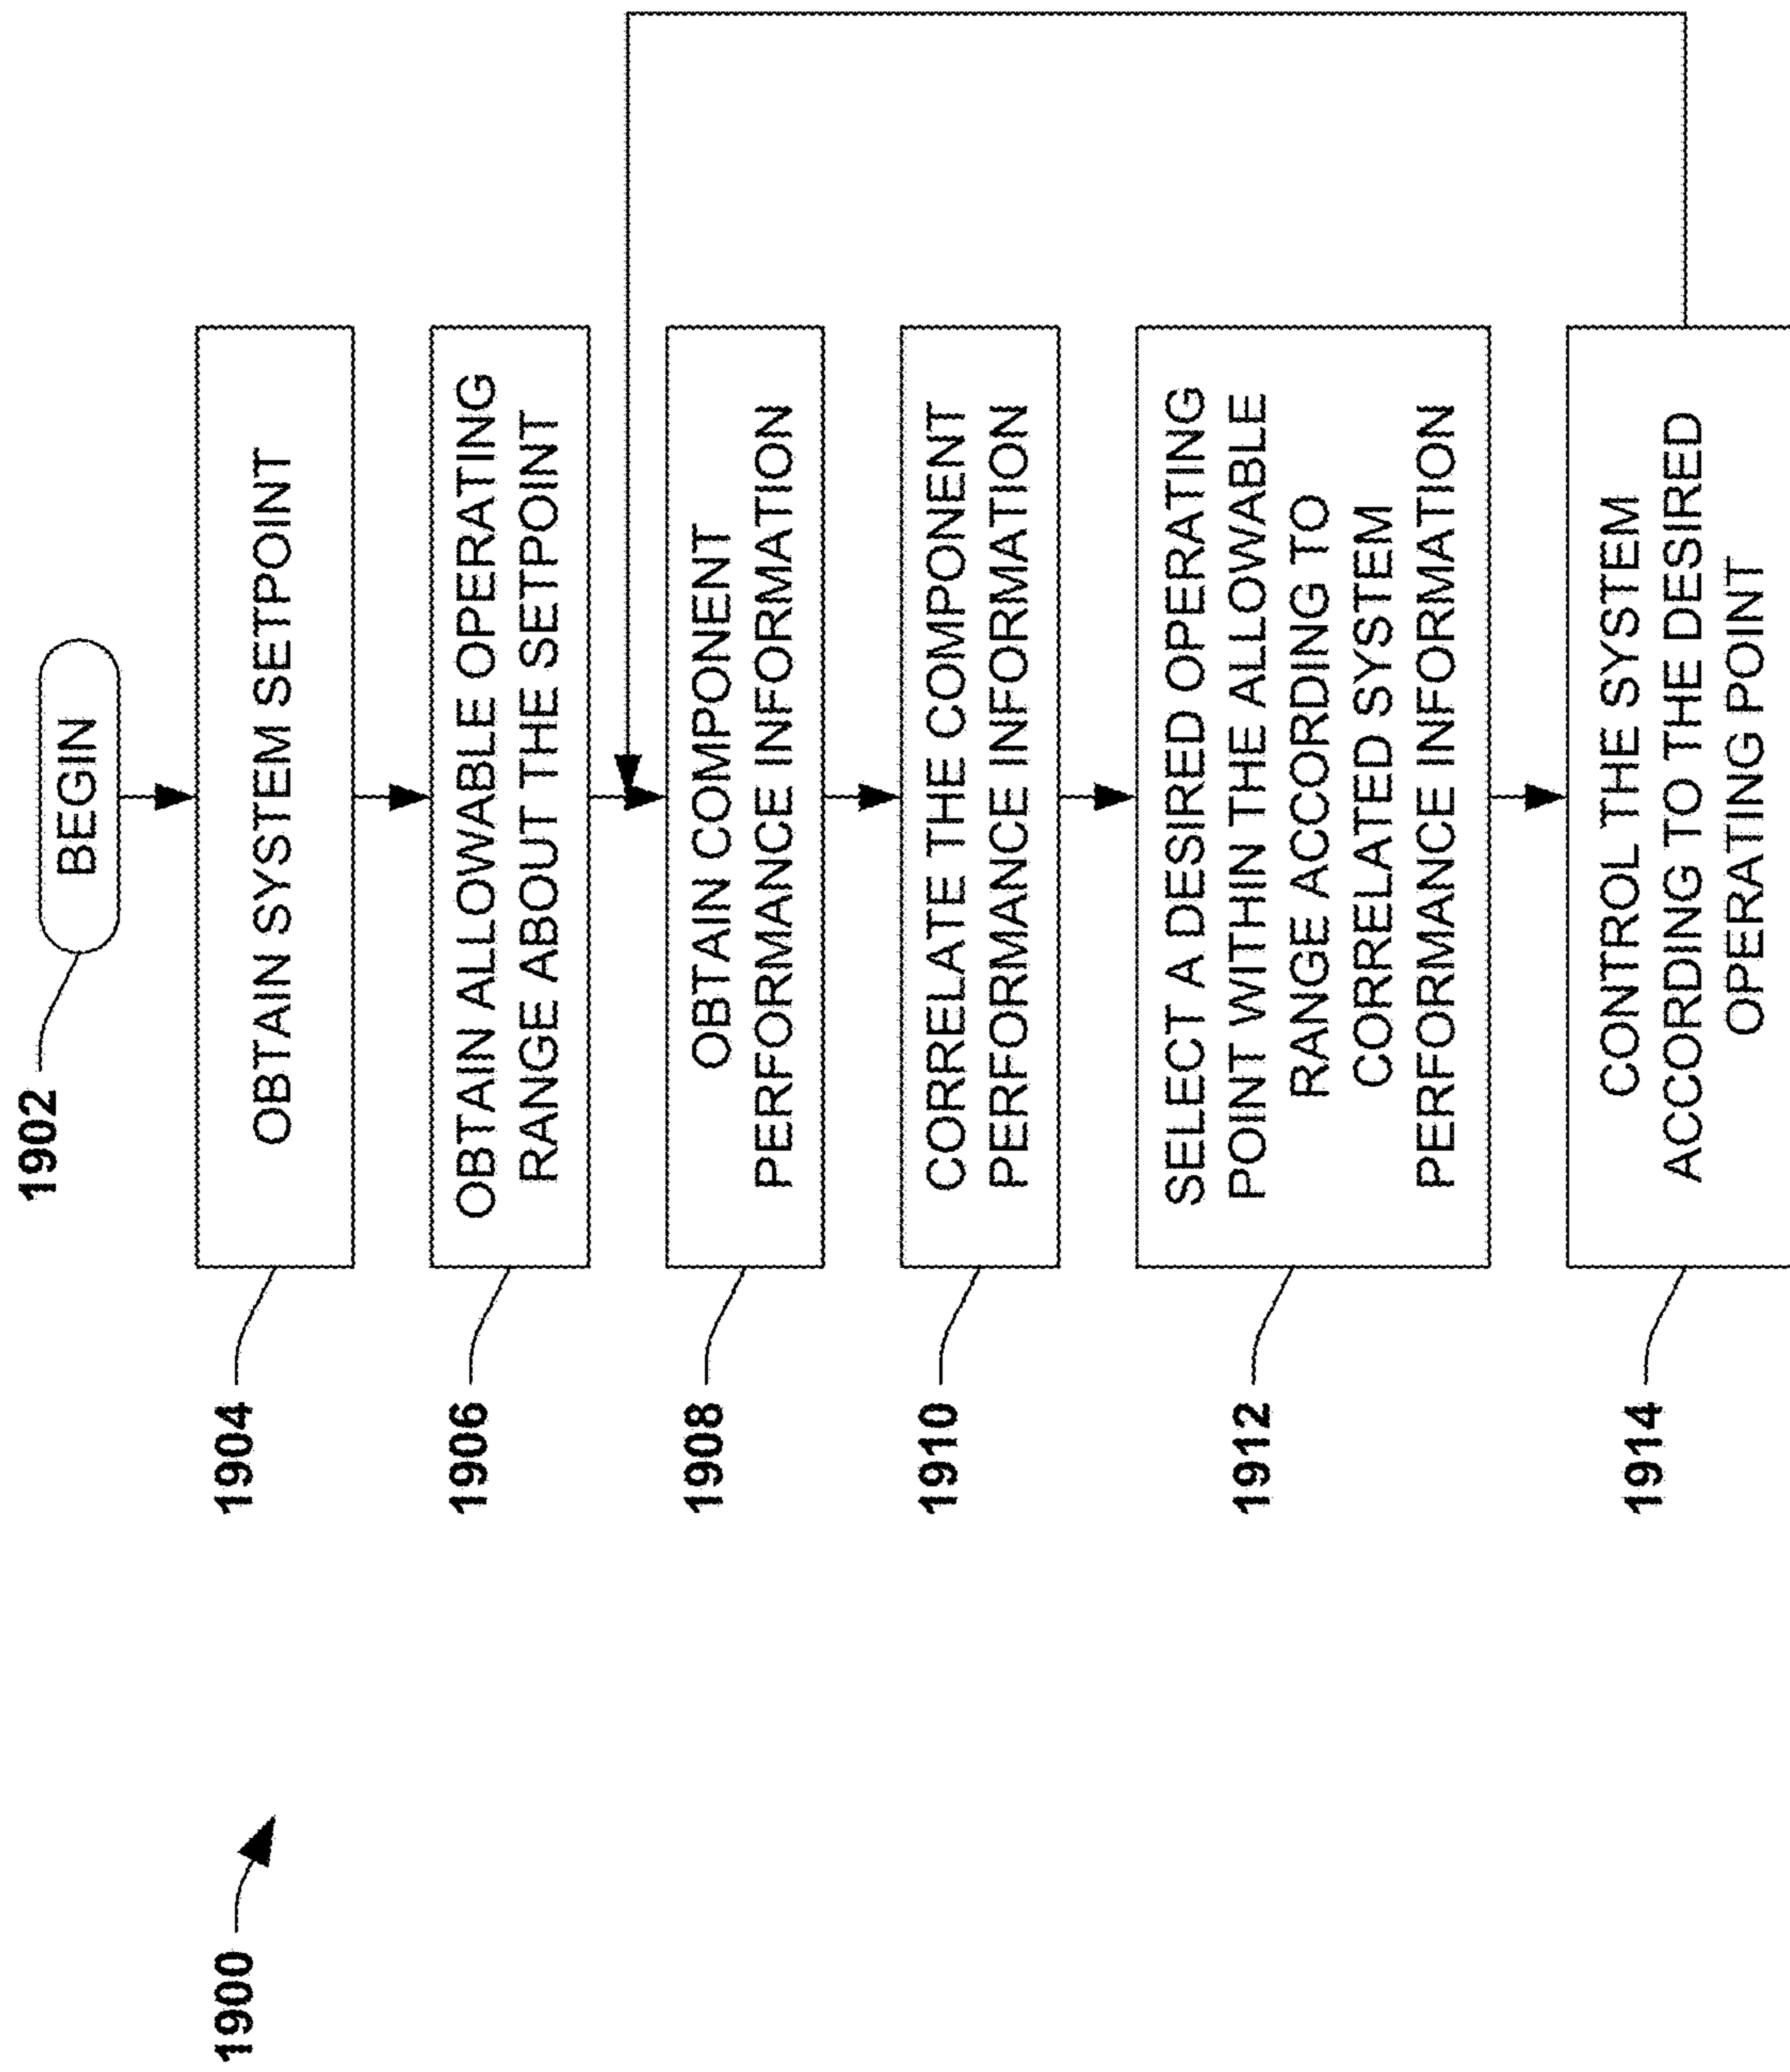 1900
1902
BEGIN
1904
OBTAIN SYSTEM SETPOINT
1906
OBTAIN ALLOWABLE OPERATING
RANGE ABOUT THE SETPOINT
1908
OBTAIN COMPONENT
PERFORMANCE INFORMATION
1910
CORRELATE THE COMPONENT
PERFORMANCE INFORMATION
1912
SELECT A DESIRED OPERATING
POINT WITHIN THE ALLOWABLE
RANGE ACCORDING TO
CORRELATED SYSTEM
PERFORMANCE INFORMATION
1914
CONTROL THE SYSTEM
ACCORDING TO THE DESIRED
OPERATING POINT